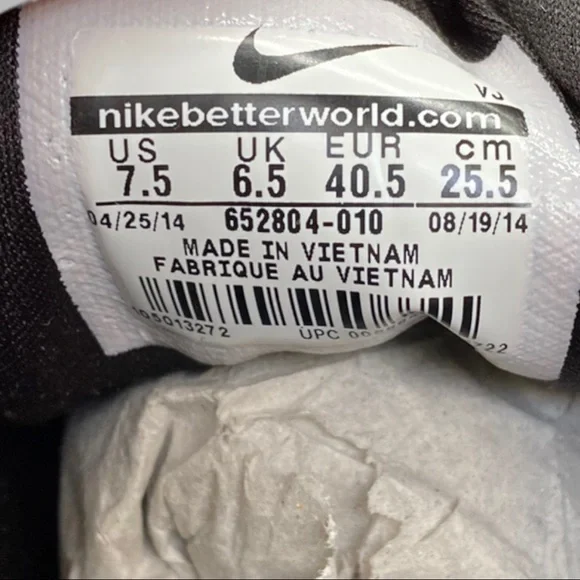 nikebetterworld.com
US UK EUR cm
7.5 6.5 40.5 25.5
04/25/14 652804-010 08/19/14
MADE IN VIETNAM
FABRIQUE AU VIETNAM
UPC